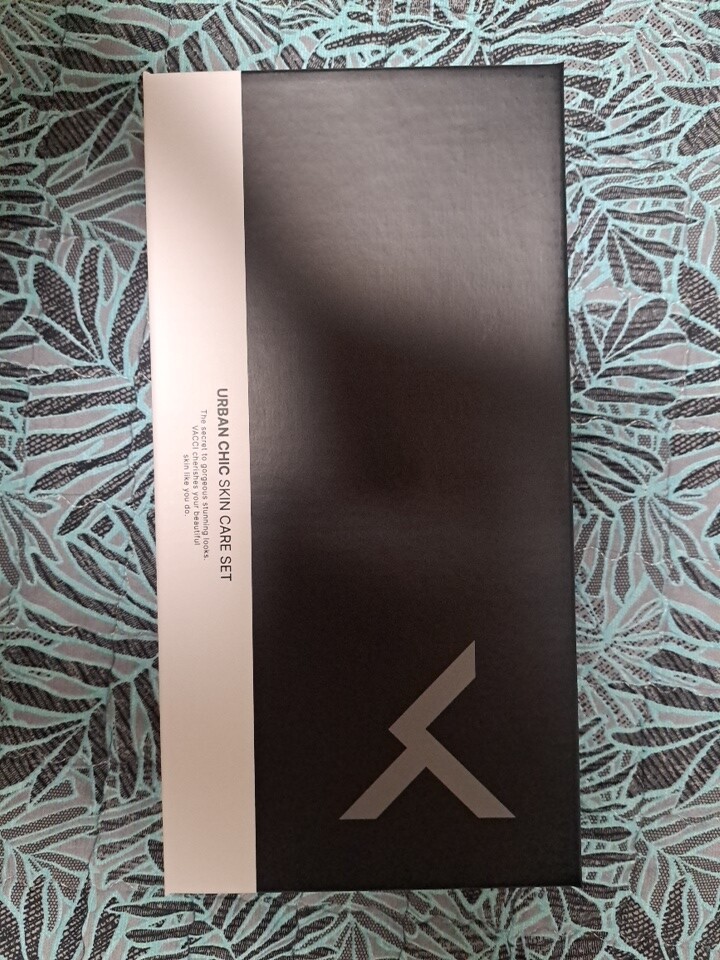 URBAN CHIC SKIN CARE SET
The secret to gorgeous stunning looks.
VACCI cherishes your beautiful
skin like you do.